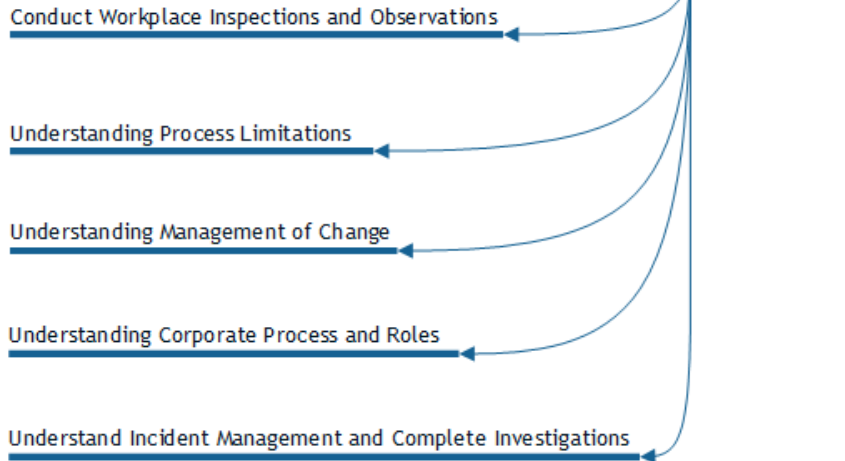 Conduct Workplace Inspections and Observations
Understanding Process Limitations
Understanding Management of Change
Understanding Corporate Process and Roles
Understand Incident Management and Complete Investigations